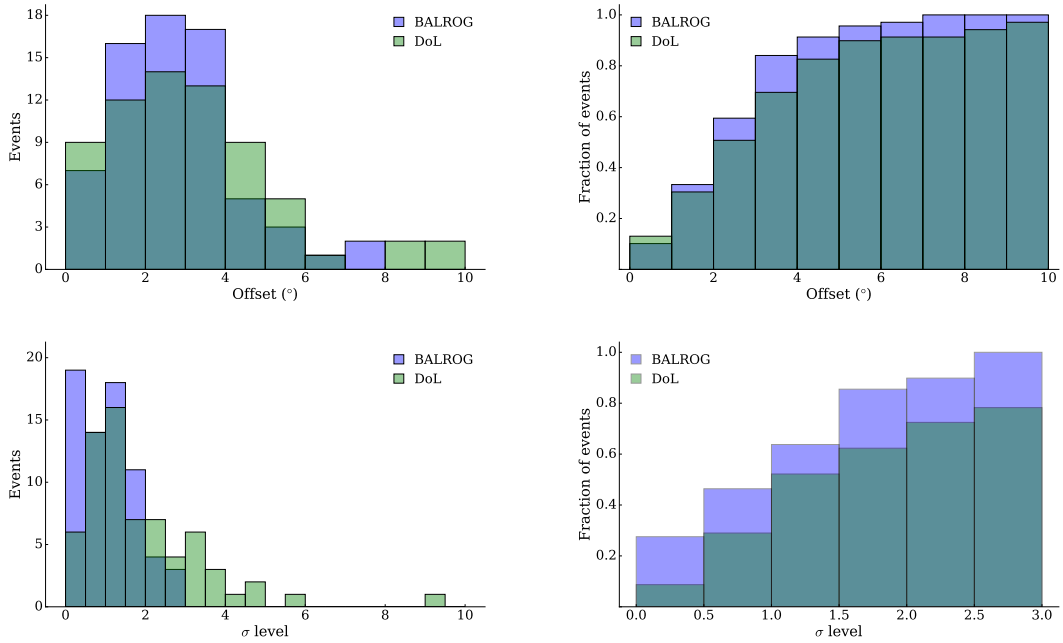 18
15
12
9
6
3
0
Events
0 2 4 6 8 10
Offset (°)
BALROG
DoL
1.0
0.8
0.6
0.4
0.2
Fraction of events
0 2 4 6 8 10
Offset (°)
BALROG
DoL
20
15
10
5
0
Events
0 2 4 6 8 10
σ level
BALROG
DoL
1.0
0.8
0.6
0.4
0.2
Fraction of events
0.0 0.5 1.0 1.5 2.0 2.5 3.0
σ level
BALROG
DoL